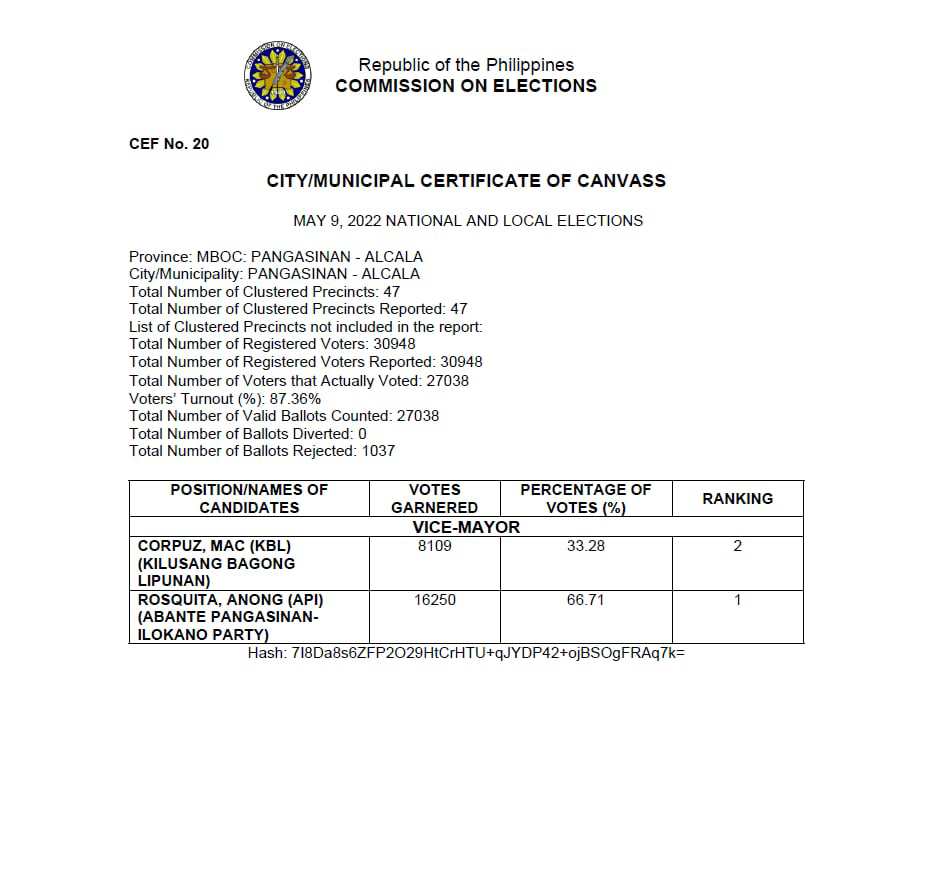 COMMISSION ON ELECTIONS
REPUBLIC OF THE PHILIPPINES
Republic of the Philippines
COMMISSION ON ELECTIONS
CEF No. 20
CITY/MUNICIPAL CERTIFICATE OF CANVASS
MAY 9, 2022 NATIONAL AND LOCAL ELECTIONS
Province: MBOC: PANGASINAN - ALCALA
City/Municipality: PANGASINAN - ALCALA
Total Number of Clustered Precincts: 47
Total Number of Clustered Precincts Reported: 47
List of Clustered Precincts not included in the report:
Total Number of Registered Voters: 30948
Total Number of Registered Voters Reported: 30948
Total Number of Voters that Actually Voted: 27038
Voters' Turnout (%): 87.36%
Total Number of Valid Ballots Counted: 27038
Total Number of Ballots Diverted: 0
Total Number of Ballots Rejected: 1037
POSITION/NAMES OF CANDIDATES VOTES GARNERED PERCENTAGE OF VOTES (%) RANKING
VICE-MAYOR
CORPUZ, MAC (KBL) 8109 33.28 2
(KILUSANG BAGONG
LIPUNAN)
ROSQUITA, ANONG (API) 16250 66.71 1
(ABANTE PANGASINAN-
ILOKANO PARTY)
Hash: 7I8Da8s6ZFP2O29HtCrHTU+qJYDP42+ojBSOgFRAq7k=